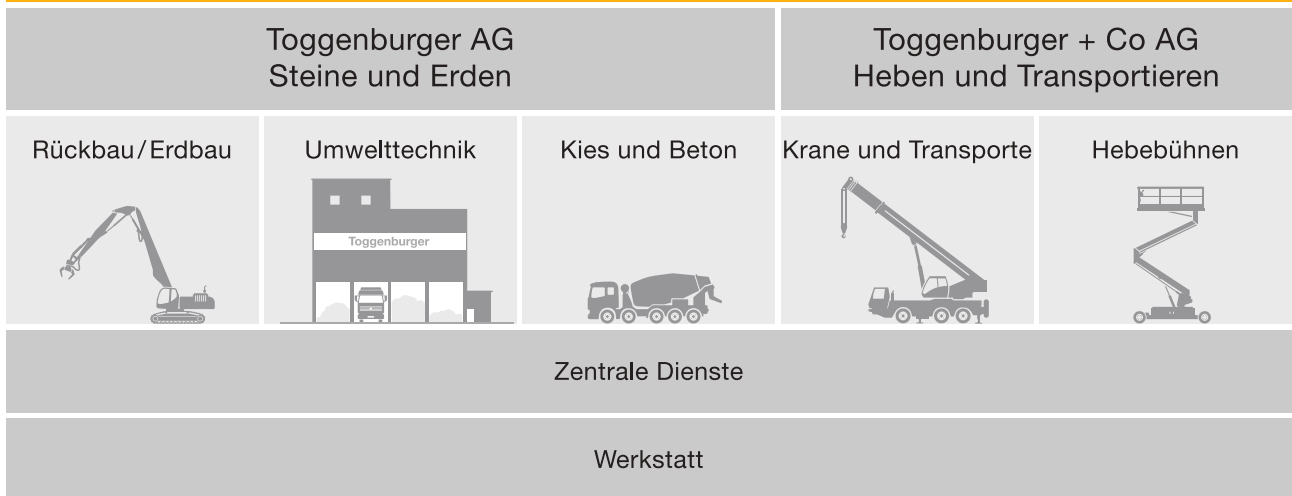 Toggenburger AG
Steine und Erden
Toggenburger + Co AG
Heben und Transportieren
Rückbau/Erdbau
Umwelttechnik
Kies und Beton
Krane und Transporte
Hebebühnen
Toggenburger
Zentrale Dienste
Werkstatt